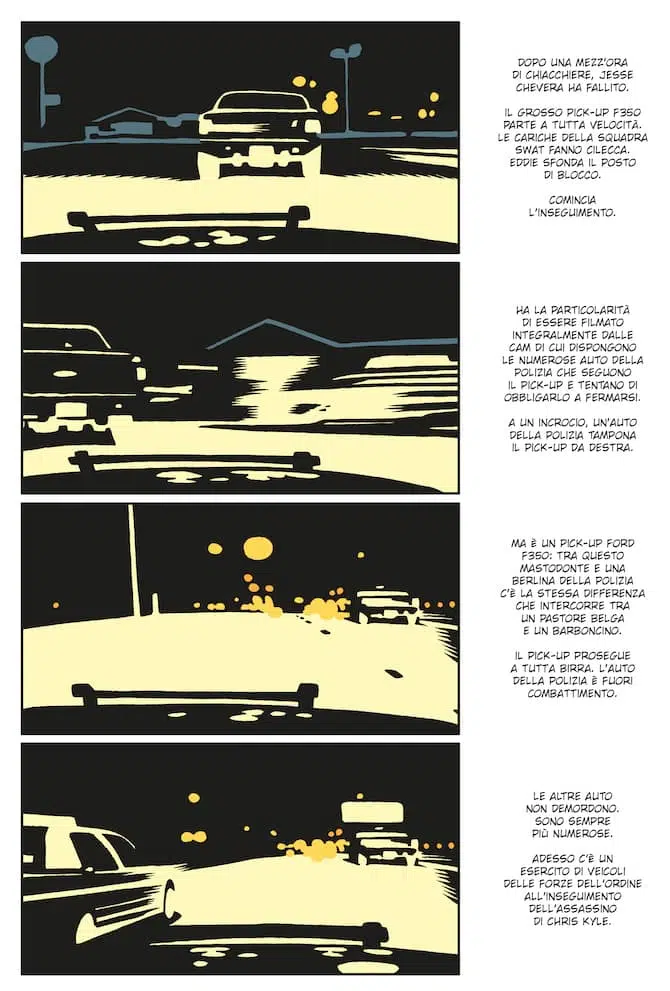 DOPO UNA MEZZ'ORA
DI CHIACCHIERE, JESSE
CHEVERA HA FALLITO.
IL GROSSO PICK-UP F350
PARTE A TUTTA VELOCITÀ.
LE CARICHE DELLA SQUADRA
SWAT FANNO CILECCA.
EDDIE SFONDA IL POSTO
DI BLOCCO.
COMINCIA
L'INSEGUIMENTO.
HA LA PARTICOLARITÀ
DI ESSERE FILMATO
INTEGRALMENTE DALLE
CAM DI CUI DISPONGONO
LE NUMEROSE AUTO DELLA
POLIZIA CHE SEGUONO
IL PICK-UP E TENTANO DI
OBBLIGARLO A FERMARSI.
A UN INCROCIO, UN'AUTO
DELLA POLIZIA TAMPONA
IL PICK-UP DA DESTRA.
MA È UN PICK-UP FORD
F350: TRA QUESTO
MASTODONTE E UNA
BERLINA DELLA POLIZIA
C'È LA STESSA DIFFERENZA
CHE INTERCORRE TRA
UN PASTORE BELGA
E UN BARBONCINO.
IL PICK-UP PROSEGUE
A TUTTA BIRRA. L'AUTO
DELLA POLIZIA È FUORI
COMBATTIMENTO.
LE ALTRE AUTO
NON DEMORDONO.
SONO SEMPRE
PIÙ NUMEROSE.
ADESSO C'È UN
ESERCITO DI VEICOLI
DELLE FORZE DELL'ORDINE
ALL'INSEGUIMENTO
DELL'ASSASSINO
DI CHRIS KYLE.